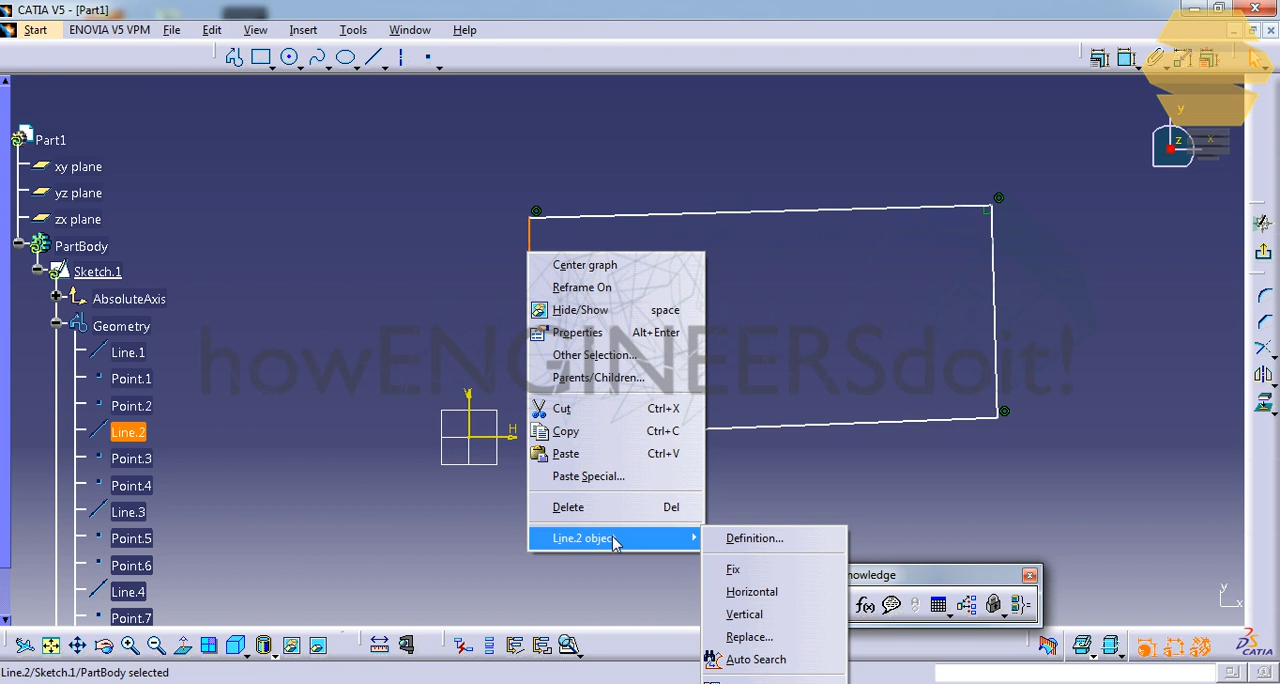 CATIA V5 - [Part1]
Start ENOVIA V5 VPM File Edit View Insert Tools Window Help
Part1
xy plane
yz plane
zx plane
PartBody
Sketch.1
AbsoluteAxis
Geometry
Line.1
Point.1
Point.2
Line.2
Point.3
Point.4
Line.3
Point.5
Point.6
Line.4
Point.7
y
z
x
V
H
howENGINEERSdoit!
Center graph
Reframe On
Hide/Show space
Properties Alt+Enter
Other Selection...
Parents/Children...
Cut Ctrl+X
Copy Ctrl+C
Paste Ctrl+V
Paste Special...
Delete Del
Line.2 objec
Definition...
Fix
Horizontal
Vertical
Replace...
Auto Search
nowledge
f(x)
y
x
CATIA
Line.2/Sketch.1/PartBody selected